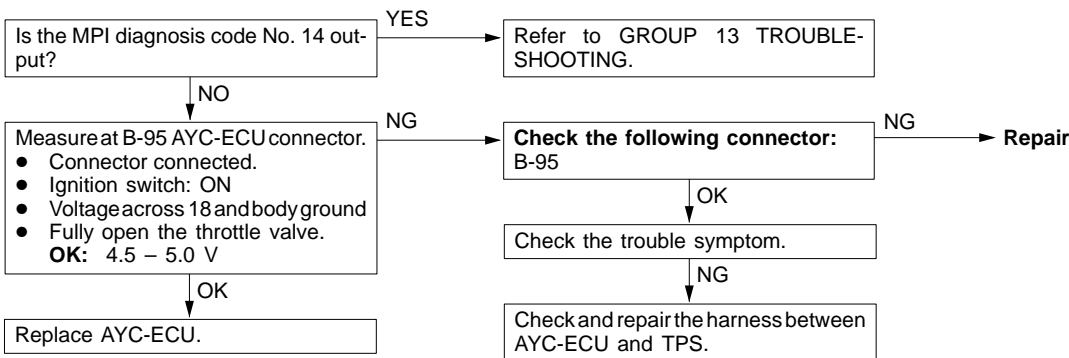 Is the MPI diagnosis code No. 14 out-
put?
YES
Refer to GROUP 13 TROUBLE-
SHOOTING.
NO
Measure at B-95 AYC-ECU connector.
● Connector connected.
● Ignition switch: ON
● Voltage across 18 and body ground
● Fully open the throttle valve.
OK: 4.5 – 5.0 V
NG
Check the following connector:
B-95
NG
Repair
OK
Check the trouble symptom.
NG
Check and repair the harness between
AYC-ECU and TPS.
OK
Replace AYC-ECU.